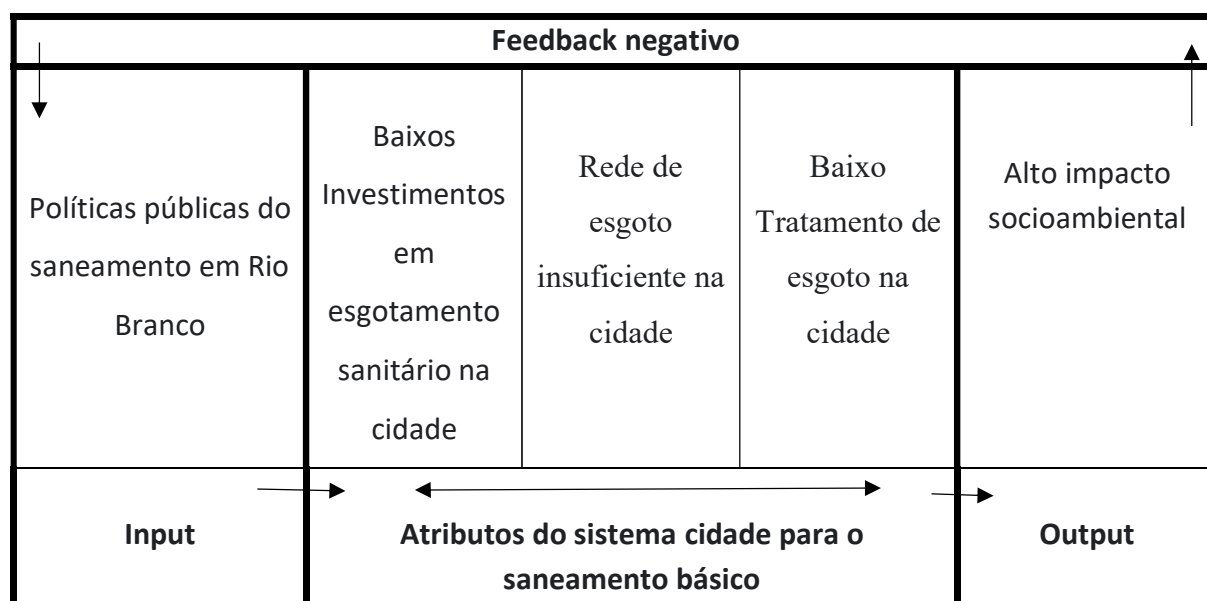 Feedback negativo
Políticas públicas do
saneamento em Rio
Branco
Baixos
Investimentos
em
esgotamento
sanitário na
cidade
Rede de
esgoto
insuficiente na
cidade
Baixo
Tratamento de
esgoto na
cidade
Alto impacto
socioambiental
Input
Atributos do sistema cidade para o
saneamento básico
Output